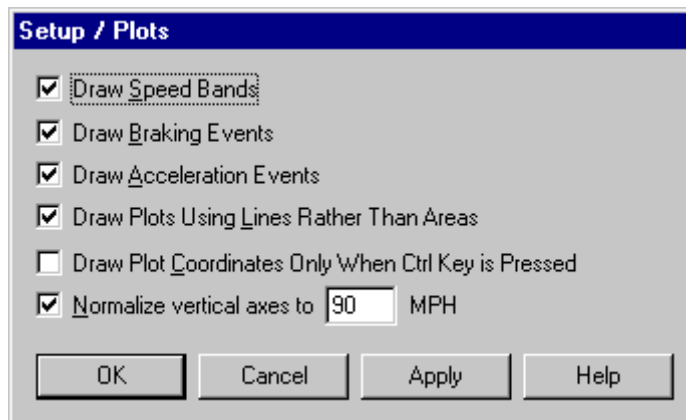 Setup / Plots
Draw Speed Bands
Draw Braking Events
Draw Acceleration Events
Draw Plots Using Lines Rather Than Areas
Draw Plot Coordinates Only When Ctrl Key is Pressed
Normalize vertical axes to 90 MPH
OK Cancel Apply Help